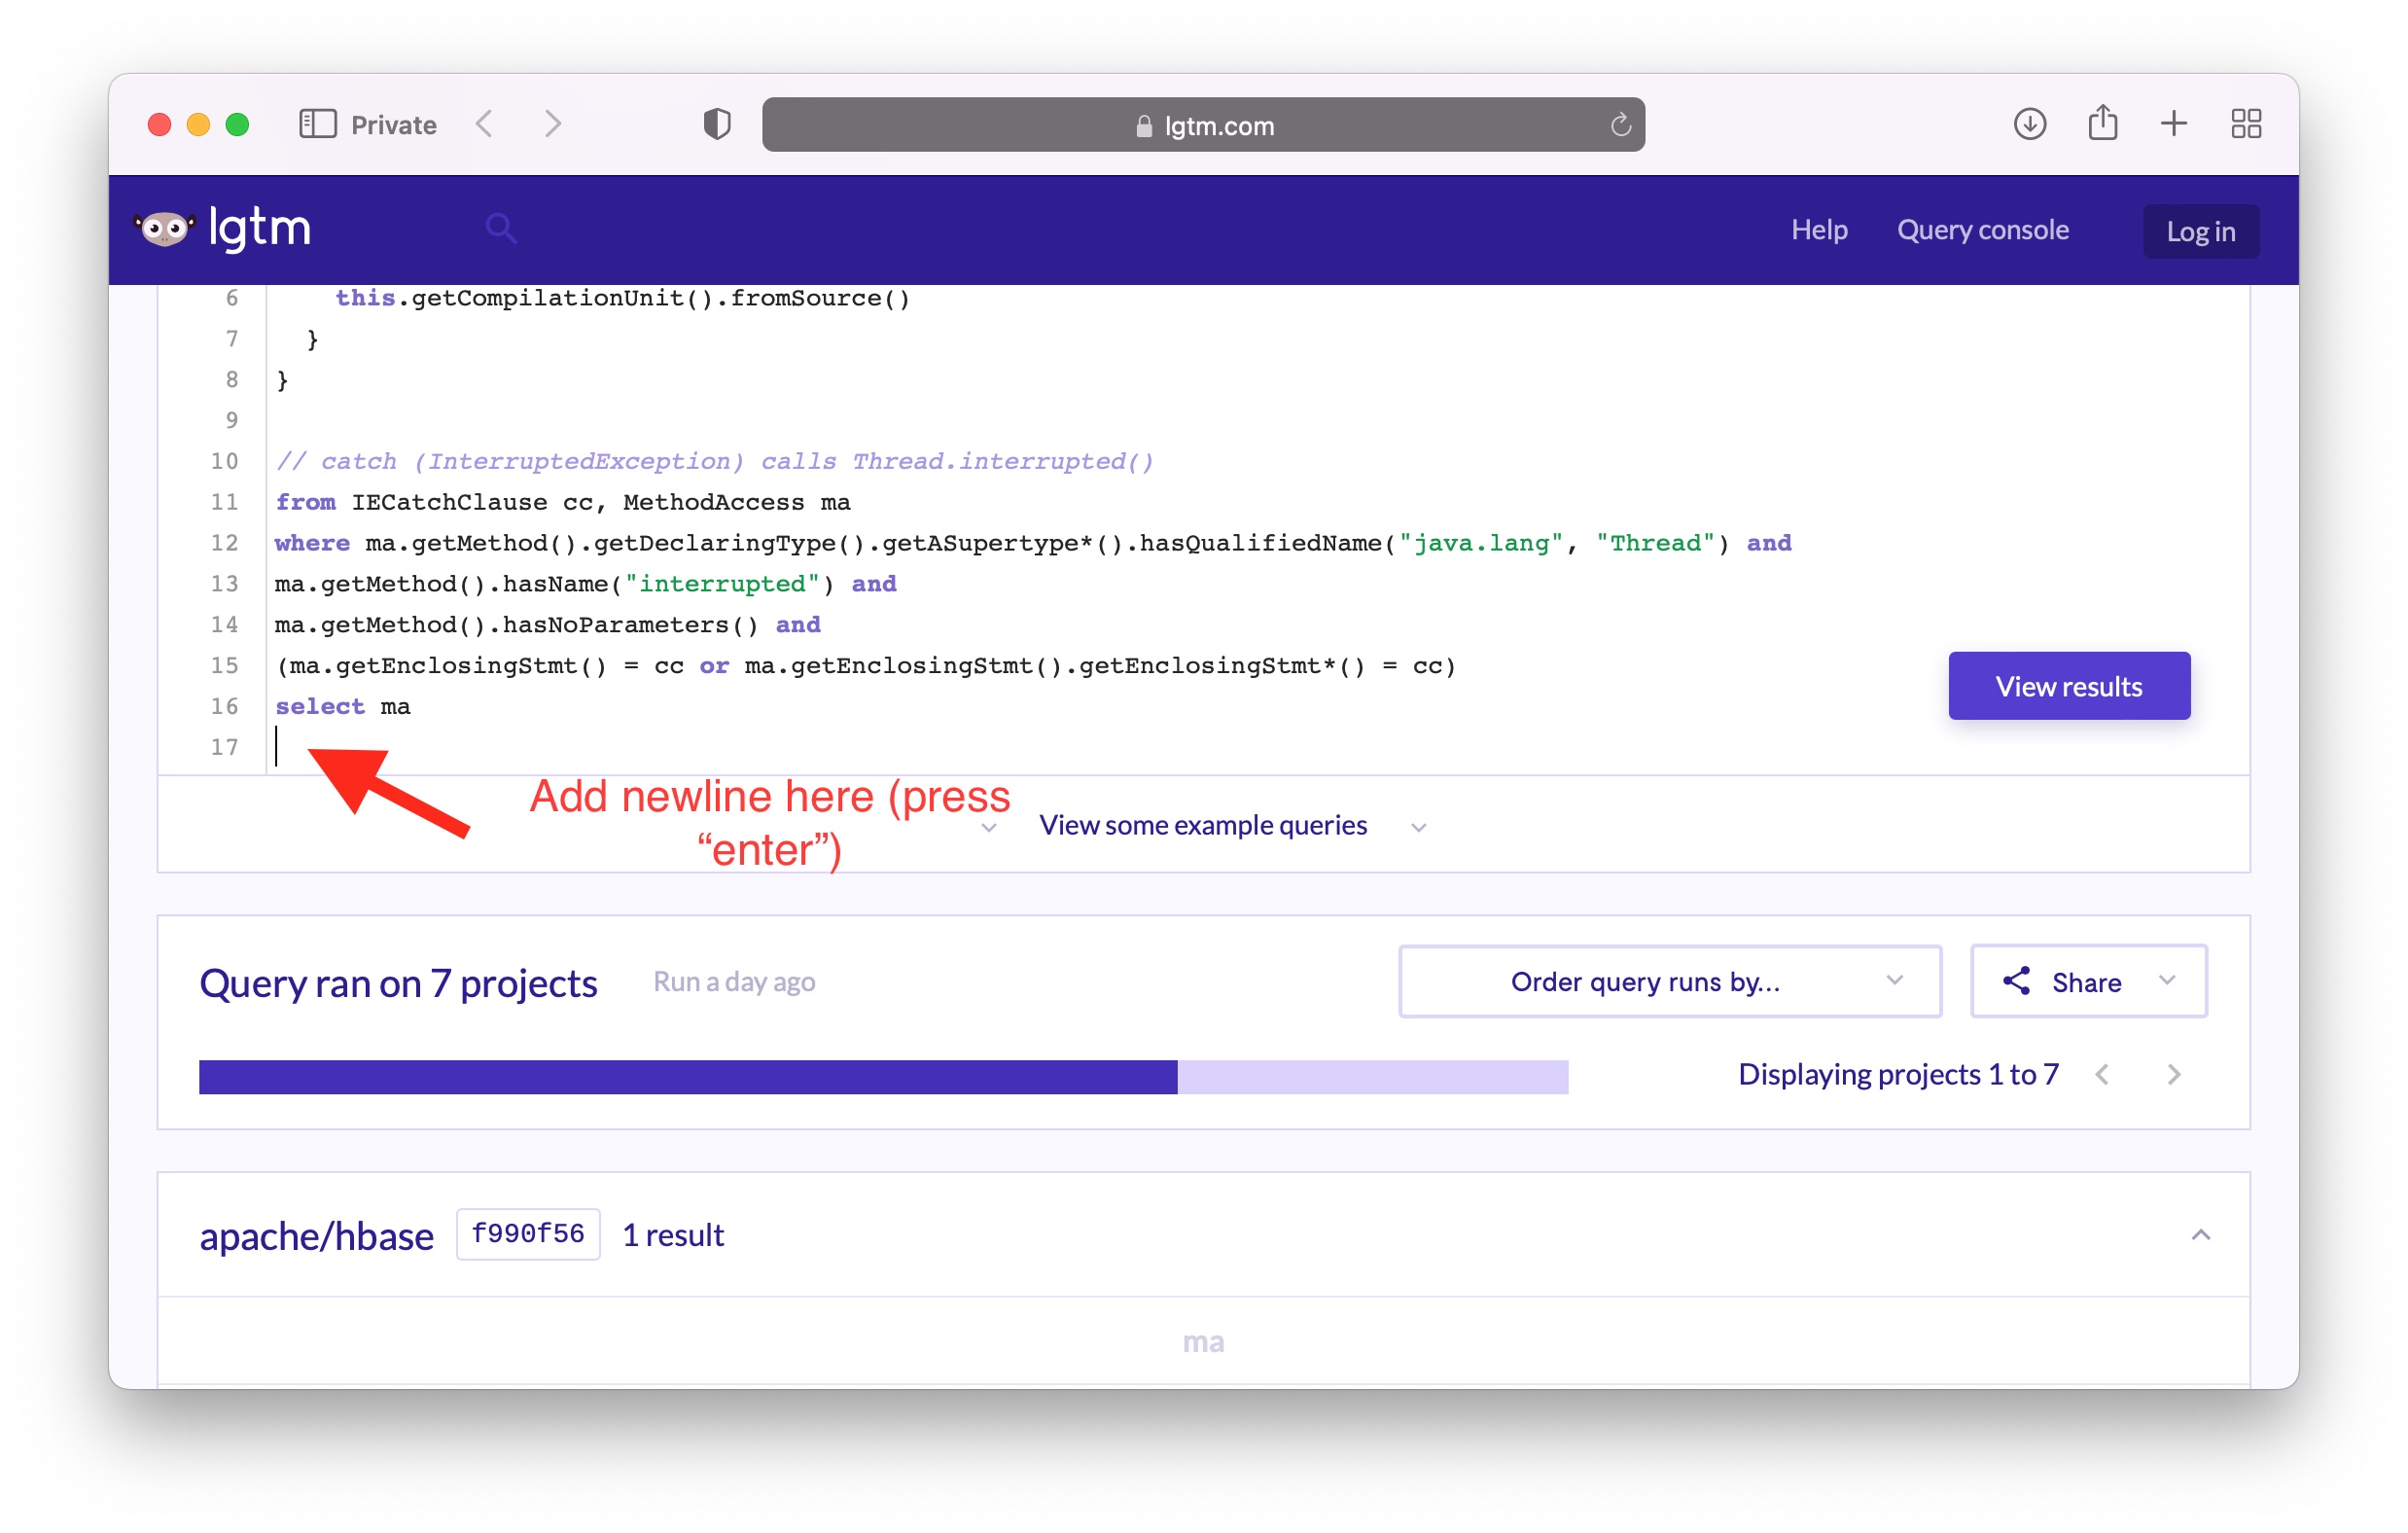 Private
lgtm.com
lgtm
Help
Query console
Log in
6 this.getCompilationUnit().fromSource()
7 }
8 }
9
10 // catch (InterruptedException) calls Thread.interrupted()
11 from IECatchClause cc, MethodAccess ma
12 where ma.getMethod().getDeclaringType().getASupertype*().hasQualifiedName("java.lang", "Thread") and
13 ma.getMethod().hasName("interrupted") and
14 ma.getMethod().hasNoParameters() and
15 (ma.getEnclosingStmt() = cc or ma.getEnclosingStmt().getEnclosingStmt*() = cc)
16 select ma
17
View results
Add newline here (press
“enter”)
View some example queries
Query ran on 7 projects
Run a day ago
Order query runs by...
Share
Displaying projects 1 to 7
apache/hbase
f990f56
1 result
ma